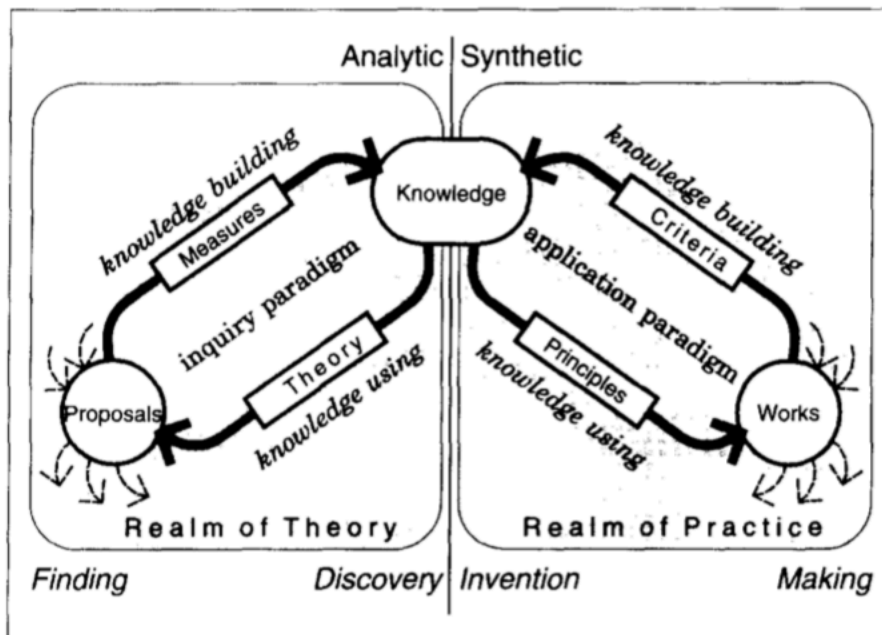 Analytic Synthetic
knowledge building
Measures
inquiry paradigm
Theory
knowledge using
Proposals
Knowledge
knowledge building
Criteria
application paradigm
Principles
knowledge using
Works
Realm of Theory
Realm of Practice
Finding Discovery Invention Making